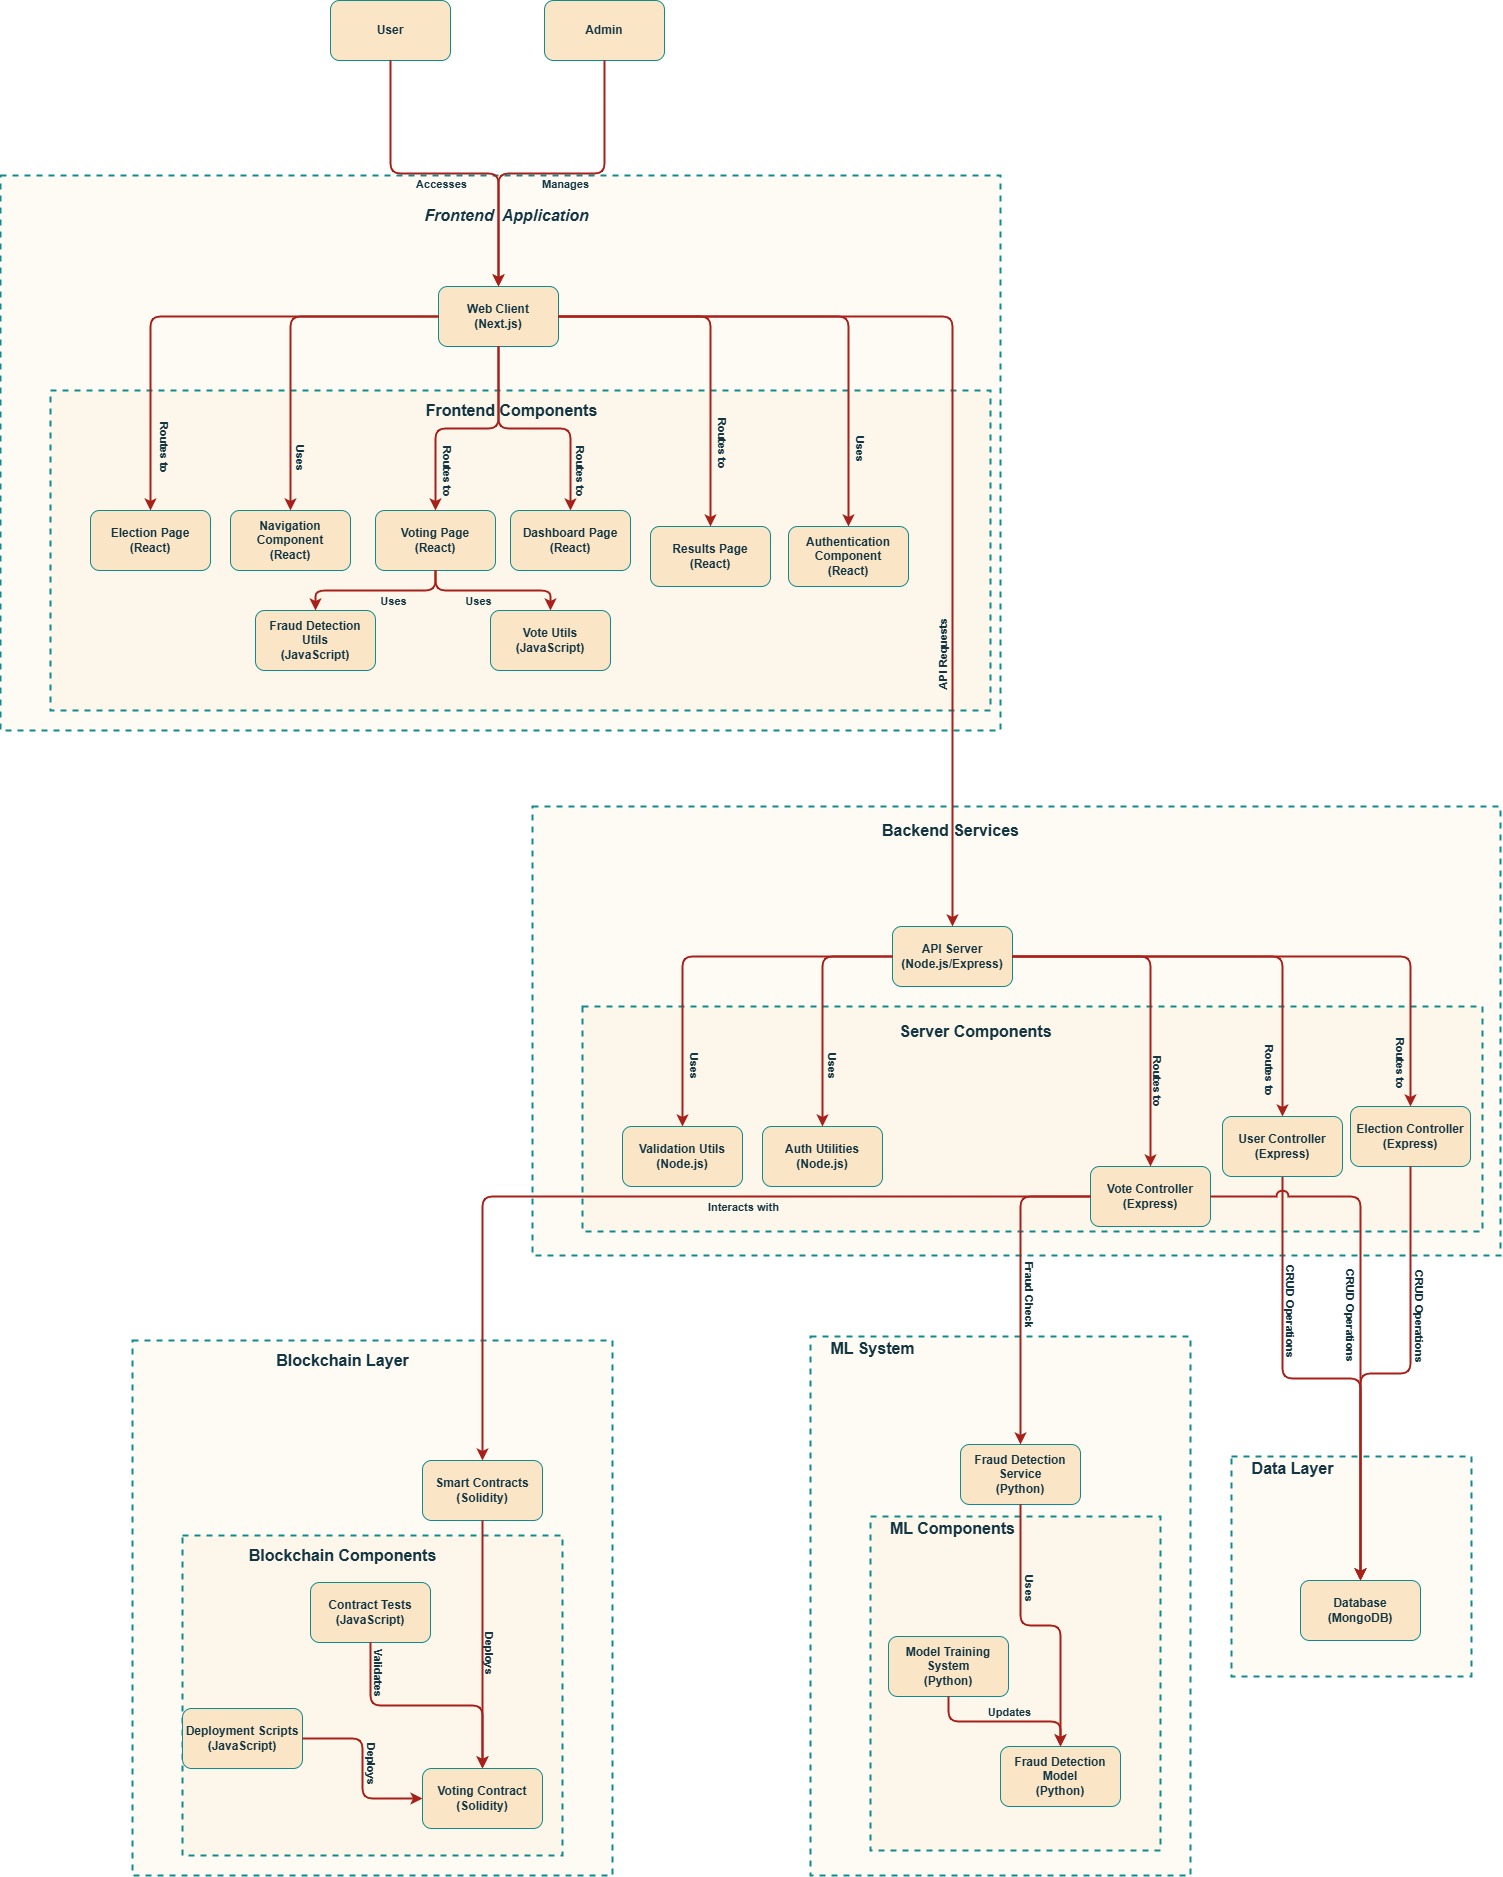 User
Admin
Accesses
Manages
Frontend Application
Web Client
(Next.js)
Frontend Components
Routes to
Uses
Routes to
Routes to
Routes to
Uses
Election Page
(React)
Navigation
Component
(React)
Voting Page
(React)
Dashboard Page
(React)
Results Page
(React)
Authentication
Component
(React)
Uses
Uses
Fraud Detection
Utils
(JavaScript)
Vote Utils
(JavaScript)
API Requests
Backend Services
API Server
(Node.js/Express)
Server Components
Uses
Uses
Routes to
Routes to
Routes to
Validation Utils
(Node.js)
Auth Utilities
(Node.js)
Vote Controller
(Express)
User Controller
(Express)
Election Controller
(Express)
Interacts with
Fraud Check
CRUD Operations
CRUD Operations
CRUD Operations
Blockchain Layer
Smart Contracts
(Solidity)
Blockchain Components
Contract Tests
(JavaScript)
Validates
Deploys
Deployment Scripts
(JavaScript)
Deploys
Voting Contract
(Solidity)
ML System
Fraud Detection
Service
(Python)
ML Components
Uses
Model Training
System
(Python)
Updates
Fraud Detection
Model
(Python)
Data Layer
Database
(MongoDB)